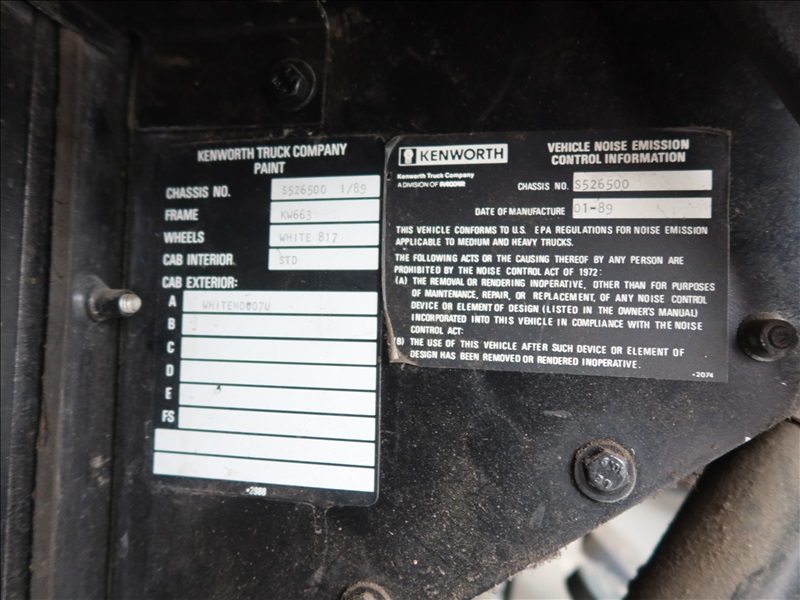 KENWORTH TRUCK COMPANY
PAINT
CHASSIS NO. S526500 1/89
FRAME KW663
WHEELS WHITE 817
CAB INTERIOR STD
CAB EXTERIOR:
A WHITEN0007U
B
C
D
E
FS
•2988
KENWORTH
Kenworth Truck Company
A DIVISION OF PACCAR
VEHICLE NOISE EMISSION
CONTROL INFORMATION
CHASSIS NO. S526500
DATE OF MANUFACTURE 01-89
THIS VEHICLE CONFORMS TO U.S. EPA REGULATIONS FOR NOISE EMISSION
APPLICABLE TO MEDIUM AND HEAVY TRUCKS.
THE FOLLOWING ACTS OR THE CAUSING THEREOF BY ANY PERSON ARE
PROHIBITED BY THE NOISE CONTROL ACT OF 1972:
(A) THE REMOVAL OR RENDERING INOPERATIVE, OTHER THAN FOR PURPOSES
OF MAINTENANCE, REPAIR, OR REPLACEMENT, OF ANY NOISE CONTROL
DEVICE OR ELEMENT OF DESIGN (LISTED IN THE OWNER'S MANUAL)
INCORPORATED INTO THIS VEHICLE IN COMPLIANCE WITH THE NOISE
CONTROL ACT:
(B) THE USE OF THIS VEHICLE AFTER SUCH DEVICE OR ELEMENT OF
DESIGN HAS BEEN REMOVED OR RENDERED INOPERATIVE.
•2074